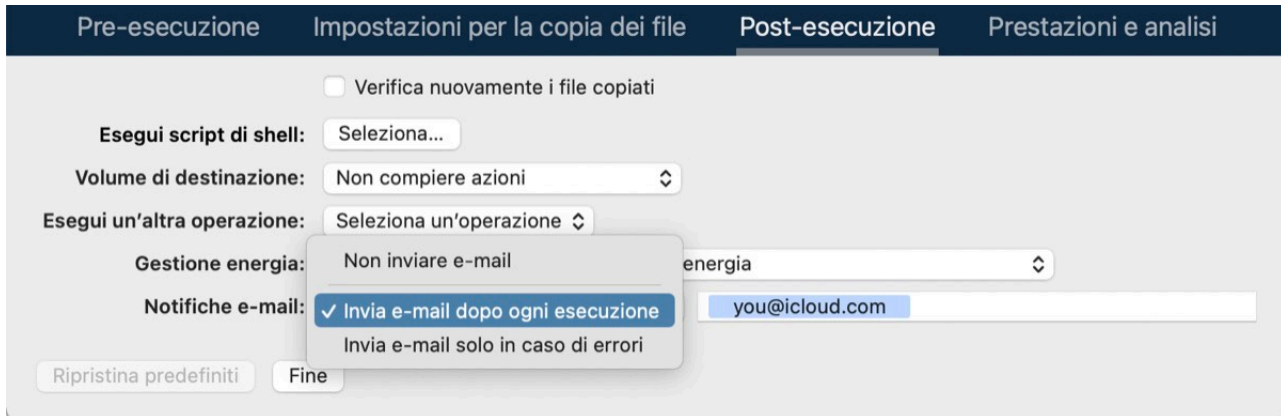 Pre-esecuzione Impostazioni per la copia dei file Post-esecuzione Prestazioni e analisi
Verifica nuovamente i file copiati
Esegui script di shell: Seleziona...
Volume di destinazione: Non compiere azioni
Esegui un'altra operazione: Seleziona un'operazione
Non inviare e-mail
Gestione energia: energia
Notifiche e-mail: ✓ Invia e-mail dopo ogni esecuzione you@icloud.com
Invia e-mail solo in caso di errori
Ripristina predefiniti Fine